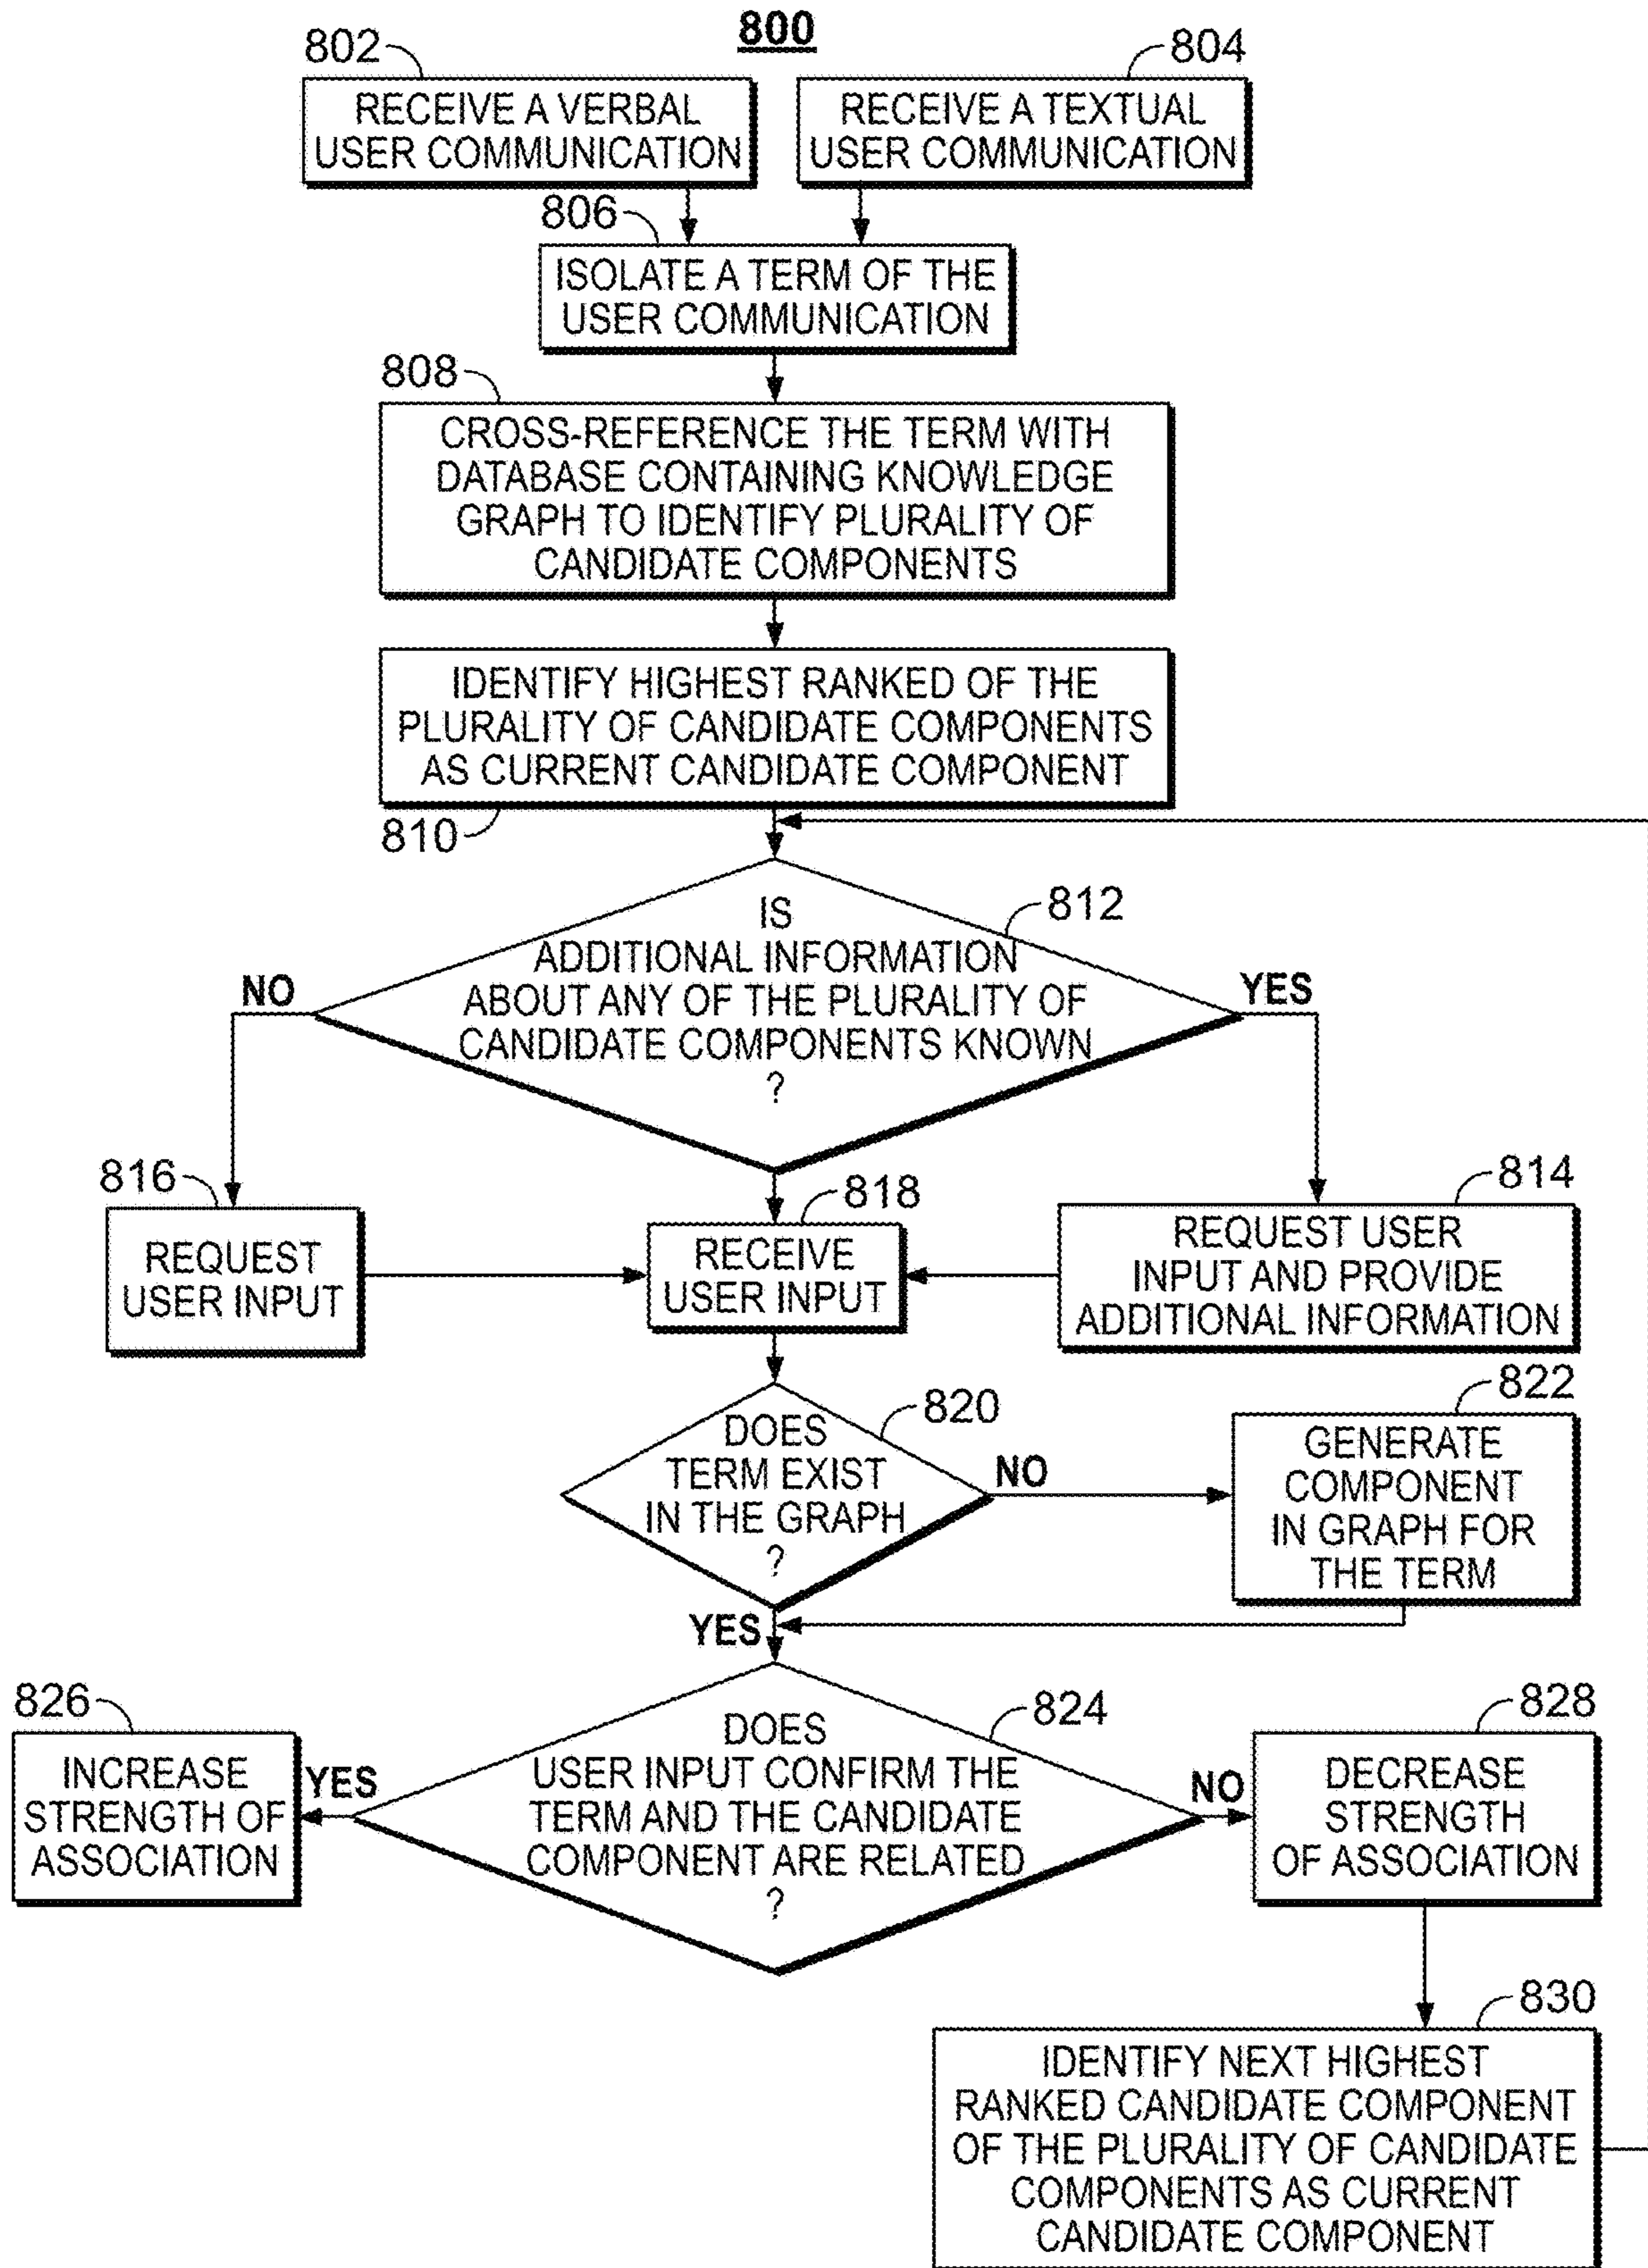 800
802
804
RECEIVE A VERBAL
USER COMMUNICATION
RECEIVE A TEXTUAL
USER COMMUNICATION
806
ISOLATE A TERM OF THE
USER COMMUNICATION
808
CROSS-REFERENCE THE TERM WITH
DATABASE CONTAINING KNOWLEDGE
GRAPH TO IDENTIFY PLURALITY OF
CANDIDATE COMPONENTS
IDENTIFY HIGHEST RANKED OF THE
PLURALITY OF CANDIDATE COMPONENTS
AS CURRENT CANDIDATE COMPONENT
810
812
IS
ADDITIONAL INFORMATION
ABOUT ANY OF THE PLURALITY OF
CANDIDATE COMPONENTS KNOWN
?
NO
YES
816
REQUEST
USER INPUT
818
RECEIVE
USER INPUT
814
REQUEST USER
INPUT AND PROVIDE
ADDITIONAL INFORMATION
820
DOES
TERM EXIST
IN THE GRAPH
?
NO
822
GENERATE
COMPONENT
IN GRAPH FOR
THE TERM
YES
824
DOES
USER INPUT CONFIRM THE
TERM AND THE CANDIDATE
COMPONENT ARE RELATED
?
826
INCREASE
STRENGTH OF
ASSOCIATION
YES
NO
828
DECREASE
STRENGTH
OF ASSOCIATION
830
IDENTIFY NEXT HIGHEST
RANKED CANDIDATE COMPONENT
OF THE PLURALITY OF CANDIDATE
COMPONENTS AS CURRENT
CANDIDATE COMPONENT